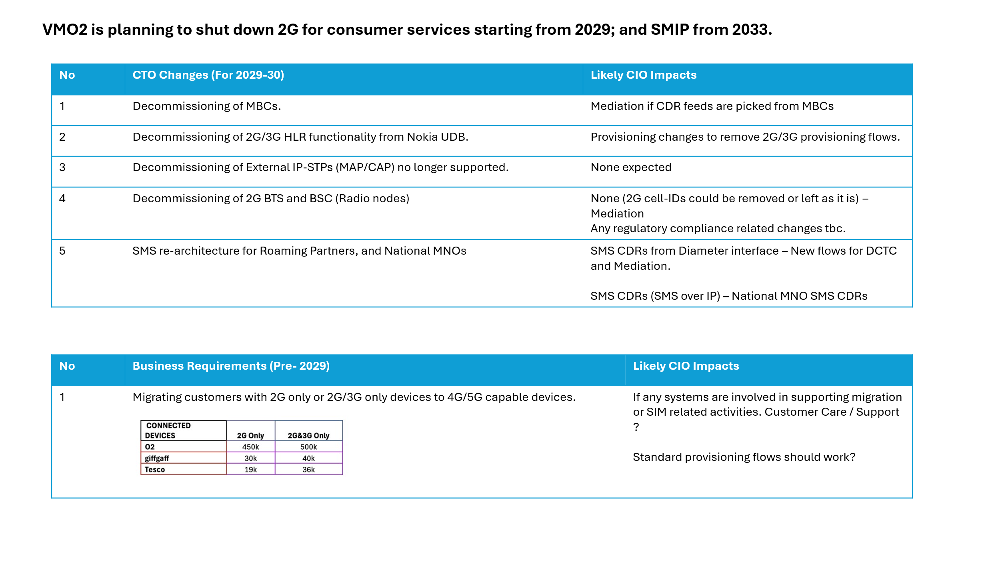 VMO2 is planning to shut down 2G for consumer services starting from 2029; and SMIP from 2033.
No CTO Changes (For 2029-30) Likely CIO Impacts
1 Decommissioning of MBCs. Mediation if CDR feeds are picked from MBCs
2 Decommissioning of 2G/3G HLR functionality from Nokia UDB. Provisioning changes to remove 2G/3G provisioning flows.
3 Decommissioning of External IP-STPs (MAP/CAP) no longer supported. None expected
4 Decommissioning of 2G BTS and BSC (Radio nodes) None (2G cell-IDs could be removed or left as it is) –
Mediation
Any regulatory compliance related changes tbc.
5 SMS re-architecture for Roaming Partners, and National MNOs SMS CDRs from Diameter interface – New flows for DCTC
and Mediation.
SMS CDRs (SMS over IP) – National MNO SMS CDRs
No Business Requirements (Pre- 2029) Likely CIO Impacts
1 Migrating customers with 2G only or 2G/3G only devices to 4G/5G capable devices. If any systems are involved in supporting migration
or SIM related activities. Customer Care / Support
?
Standard provisioning flows should work?
CONNECTED
DEVICES 2G Only 2G&3G Only
O2 450k 500k
giffgaff 30k 40k
Tesco 19k 36k